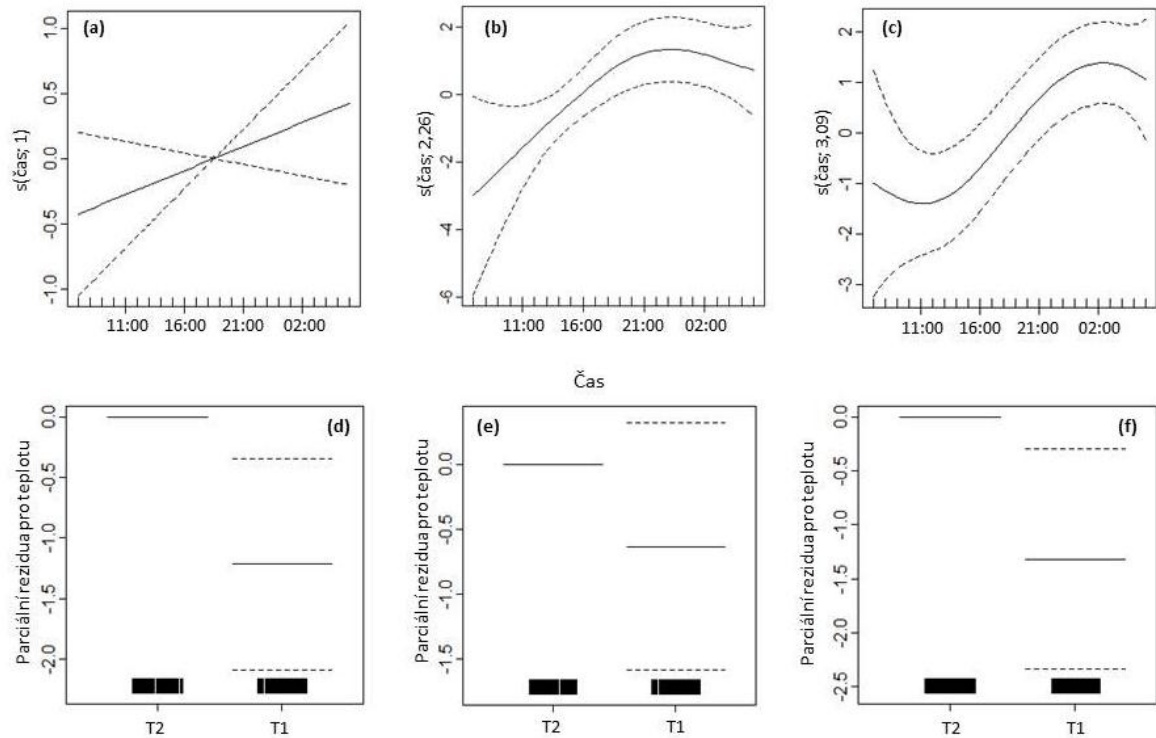 (a)
s(čas; 1)
1.0
0.5
0.0
-0.5
-1.0
11:00 16:00 21:00 02:00
(b)
s(čas; 2,26)
2
0
-2
-4
-6
11:00 16:00 21:00 02:00
(c)
s(čas; 3,09)
2
1
0
-1
-2
-3
11:00 16:00 21:00 02:00
Čas
(d)
Parciální rezidua pro teplotu
0.0
-0.5
-1.0
-1.5
-2.0
T2 T1
(e)
Parciální rezidua pro teplotu
0.0
-0.5
-1.0
-1.5
T2 T1
(f)
Parciální rezidua pro teplotu
0.0
-0.5
-1.0
-1.5
-2.0
-2.5
T2 T1